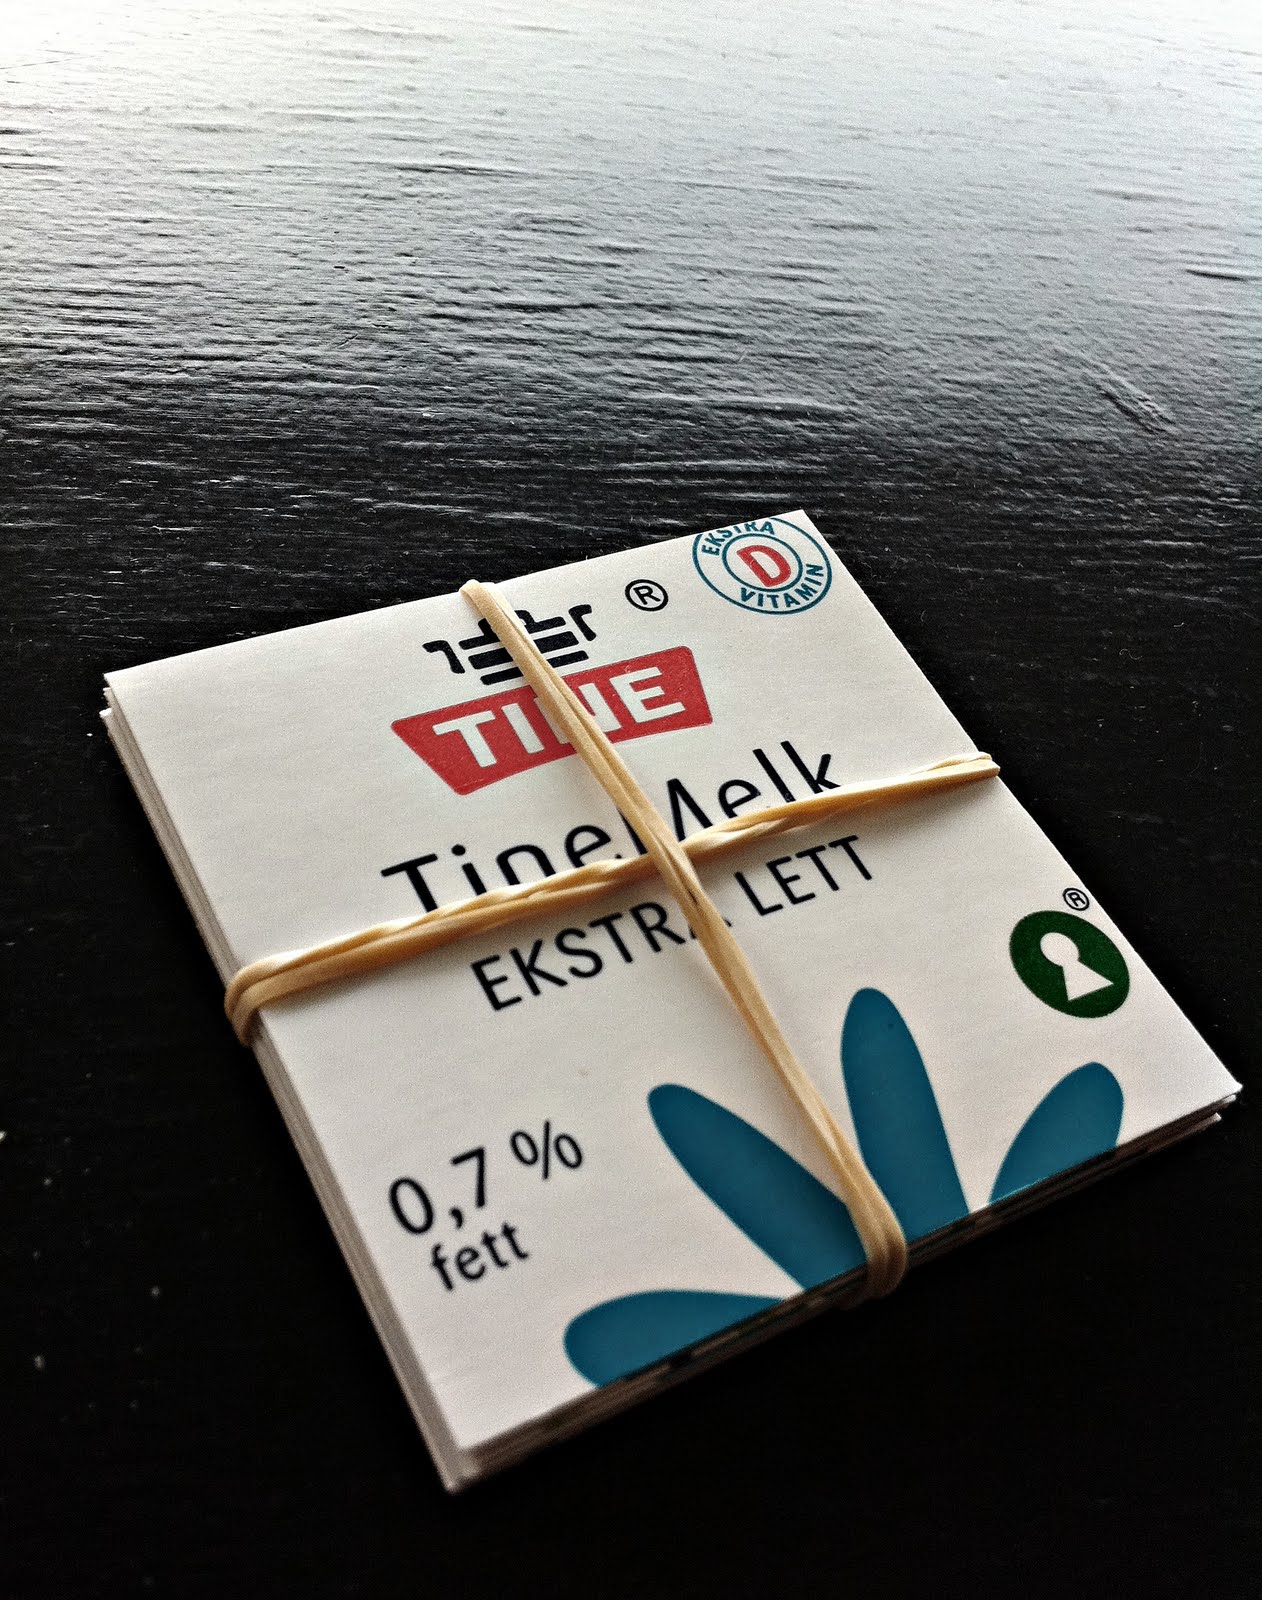 EKSTRA
D
VITAMIN
®
TINE
TineMelk
EKSTRA LETT
®
0,7 %
fett